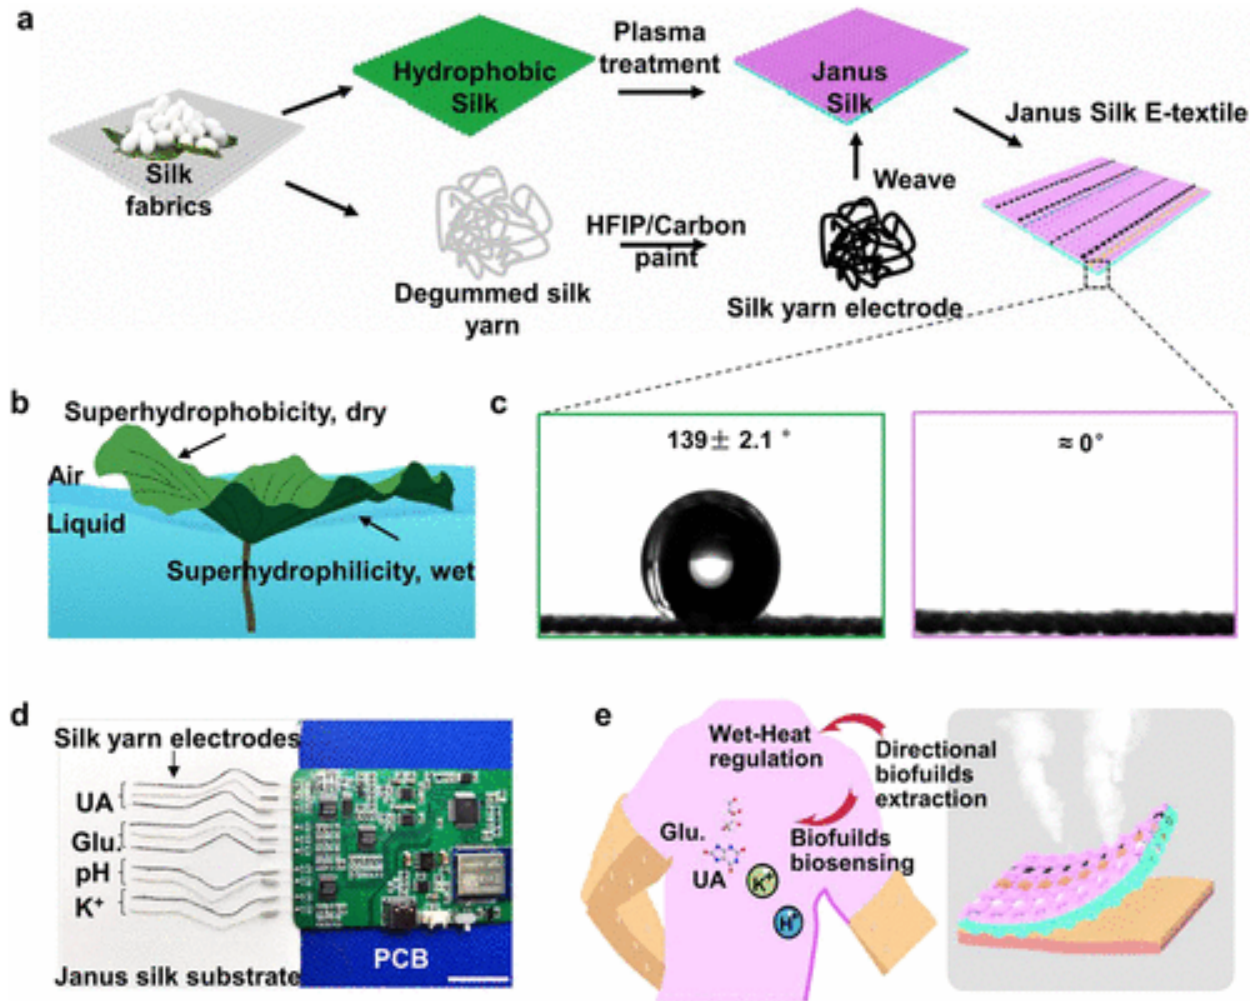 a
Hydrophobic
Silk
Plasma
treatment
Janus
Silk
Janus Silk E-textile
Silk
fabrics
Degummed silk
yarn
HFIP/Carbon
paint
Weave
Silk yarn electrode
b
Superhydrophobicity, dry
Air
Liquid
Superhydrophilicity, wet
c
139± 2.1 °
≈ 0°
d
Silk yarn electrodes
UA
Glu.
pH
K⁺
Janus silk substrate
PCB
e
Wet-Heat
regulation
Directional
biofuilds
extraction
Glu.
UA
Biofuilds
biosensing
K⁺
H⁺